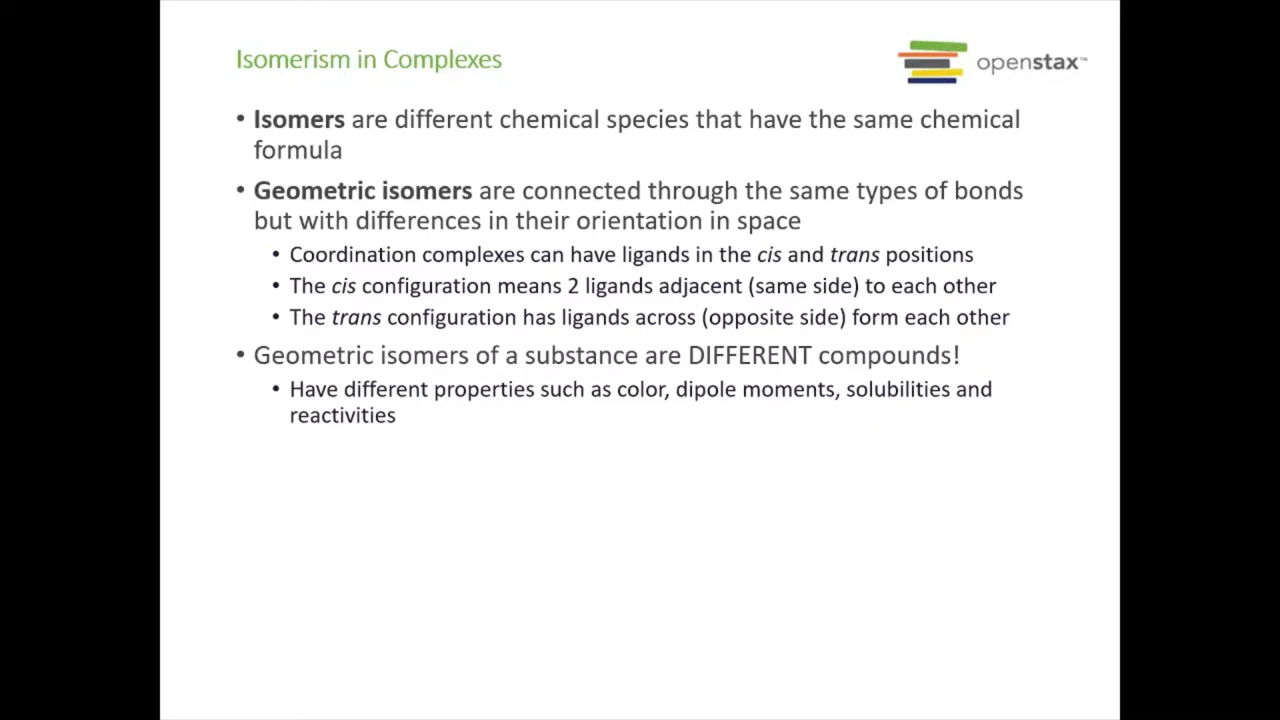 Isomerism in Complexes
openstax™
• Isomers are different chemical species that have the same chemical
formula
• Geometric isomers are connected through the same types of bonds
but with differences in their orientation in space
• Coordination complexes can have ligands in the cis and trans positions
• The cis configuration means 2 ligands adjacent (same side) to each other
• The trans configuration has ligands across (opposite side) form each other
• Geometric isomers of a substance are DIFFERENT compounds!
• Have different properties such as color, dipole moments, solubilities and
reactivities